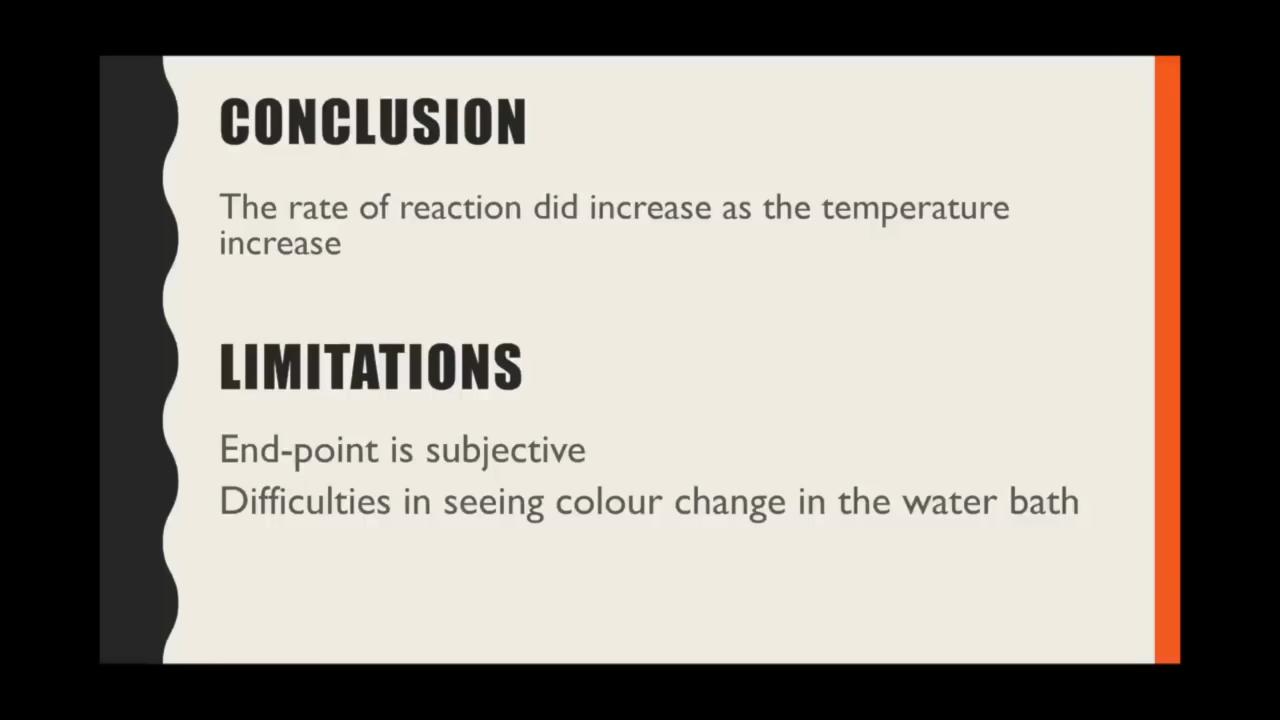 CONCLUSION
The rate of reaction did increase as the temperature
increase
LIMITATIONS
End-point is subjective
Difficulties in seeing colour change in the water bath